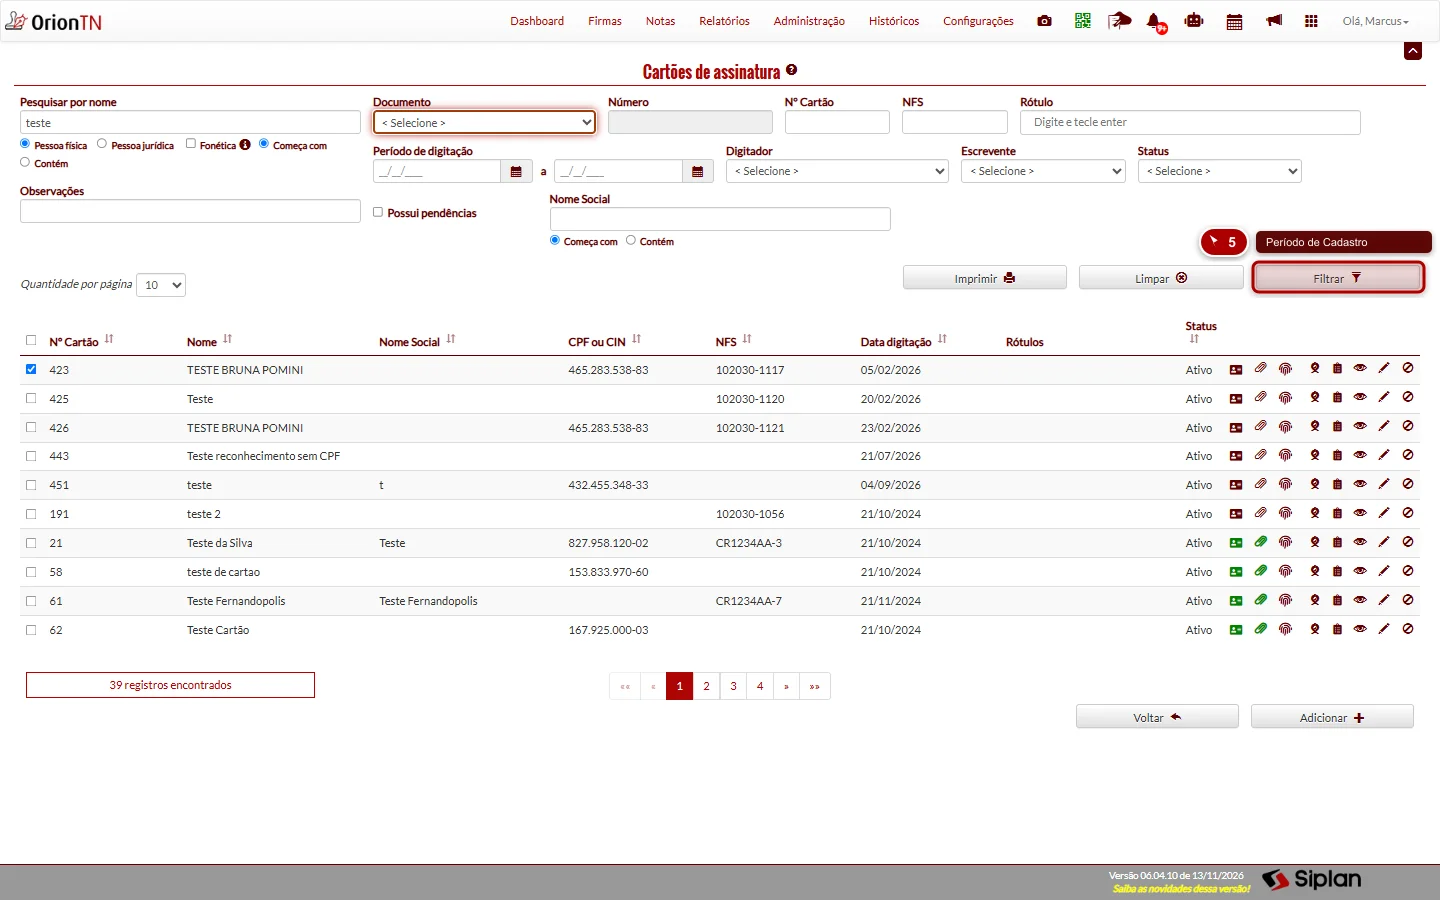 OrionTN
Dashboard Firmas Notas Relatórios Administração Históricos Configurações 9+ Olá, Marcus
Cartões de assinatura ?
Pesquisar por nome Documento Número Nº Cartão NFS Rótulo
teste < Selecione > Digite e tecle enter
Pessoa física Pessoa jurídica Fonética Começa com
Contém
Período de digitação Digitador Escrevente Status
__/__/____ a __/__/____ < Selecione > < Selecione > < Selecione >
Observações Possui pendências Nome Social
Começa com Contém
5 Período de Cadastro
Quantidade por página 10 Imprimir Limpar Filtrar
Nº Cartão Nome Nome Social CPF ou CIN NFS Data digitação Rótulos Status
423 TESTE BRUNA POMINI 465.283.538-83 102030-1117 05/02/2026 Ativo
425 Teste 102030-1120 20/02/2026 Ativo
426 TESTE BRUNA POMINI 465.283.538-83 102030-1121 23/02/2026 Ativo
443 Teste reconhecimento sem CPF 21/07/2026 Ativo
451 teste t 432.455.348-33 04/09/2026 Ativo
191 teste 2 102030-1056 21/10/2024 Ativo
21 Teste da Silva Teste 827.958.120-02 CR1234AA-3 21/10/2024 Ativo
58 teste de cartao 153.833.970-60 21/10/2024 Ativo
61 Teste Fernandopolis Teste Fernandopolis CR1234AA-7 21/11/2024 Ativo
62 Teste Cartão 167.925.000-03 21/10/2024 Ativo
39 registros encontrados «« « 1 2 3 4 » »»
Voltar Adicionar
Versão 06.04.10 de 13/11/2026
Saiba as novidades dessa versão!
Siplan